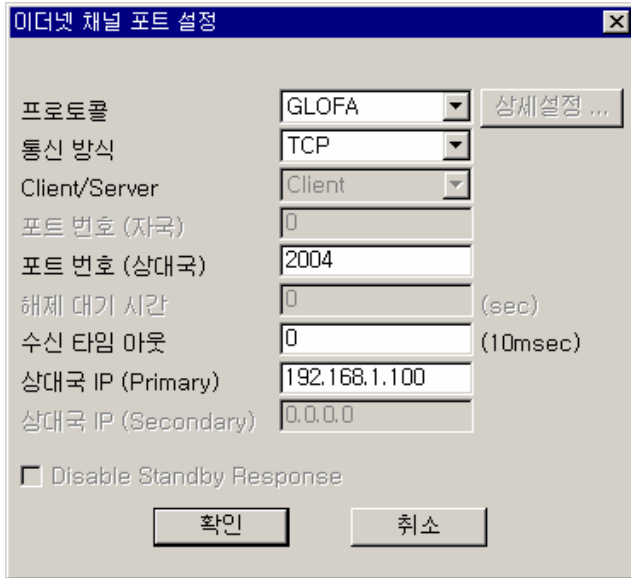 이더넷 채널 포트 설정
프로토콜 GLOFA 상세설정 ...
통신 방식 TCP
Client/Server Client
포트 번호 (자국) 0
포트 번호 (상대국) 2004
해제 대기 시간 0 (sec)
수신 타임 아웃 0 (10msec)
상대국 IP (Primary) 192.168.1.100
상대국 IP (Secondary) 0.0.0.0
Disable Standby Response
확인 취소